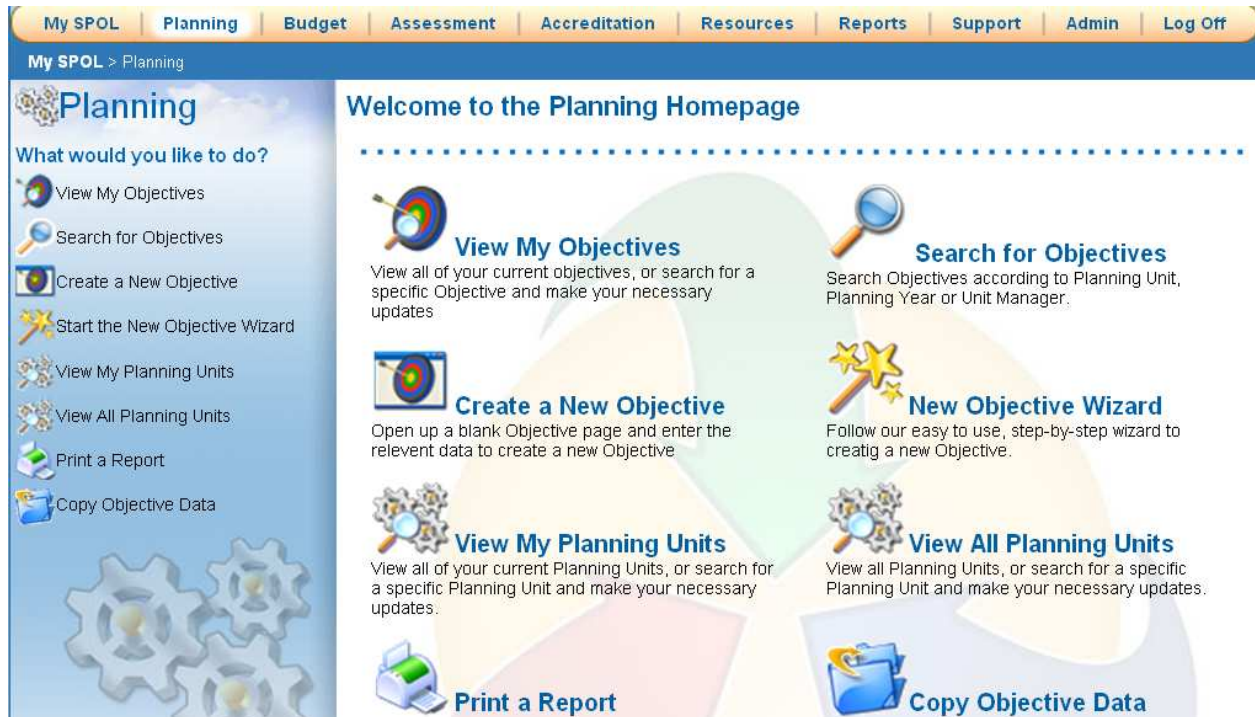 My SPOL | Planning | Budget | Assessment | Accreditation | Resources | Reports | Support | Admin | Log Off
My SPOL > Planning
Planning
What would you like to do?
View My Objectives
Search for Objectives
Create a New Objective
Start the New Objective Wizard
View My Planning Units
View All Planning Units
Print a Report
Copy Objective Data
Welcome to the Planning Homepage
View My Objectives
View all of your current objectives, or search for a
specific Objective and make your necessary
updates
Search for Objectives
Search Objectives according to Planning Unit,
Planning Year or Unit Manager.
Create a New Objective
Open up a blank Objective page and enter the
relevent data to create a new Objective
New Objective Wizard
Follow our easy to use, step-by-step wizard to
creatig a new Objective.
View My Planning Units
View all of your current Planning Units, or search for
a specific Planning Unit and make your necessary
updates.
View All Planning Units
View all Planning Units, or search for a specific
Planning Unit and make your necessary updates.
Print a Report
Copy Objective Data